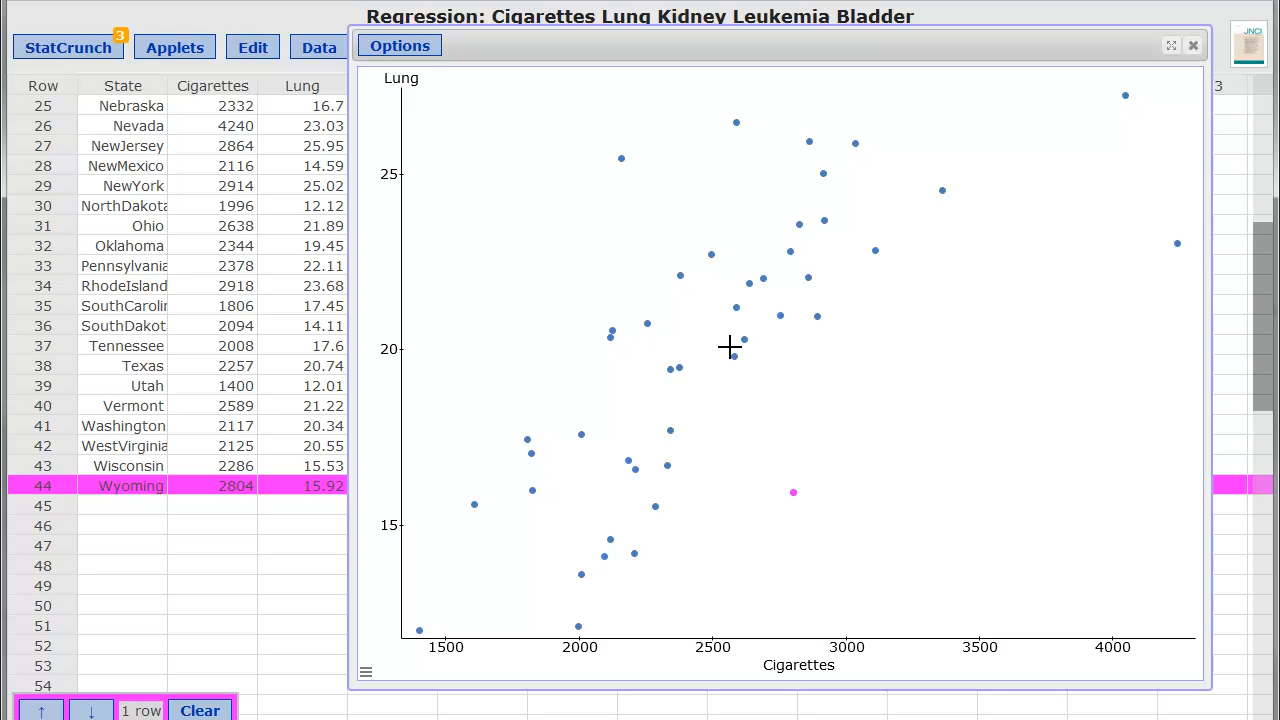 Regression: Cigarettes Lung Kidney Leukemia Bladder
StatCrunch 3 Applets Edit Data
Options
JNCI
Row State Cigarettes Lung 3
25 Nebraska 2332 16.7
26 Nevada 4240 23.03
27 NewJersey 2864 25.95
28 NewMexico 2116 14.59
29 NewYork 2914 25.02
30 NorthDakota 1996 12.12
31 Ohio 2638 21.89
32 Oklahoma 2344 19.45
33 Pennsylvania 2378 22.11
34 RhodeIsland 2918 23.68
35 SouthCarolin 1806 17.45
36 SouthDakot 2094 14.11
37 Tennessee 2008 17.6
38 Texas 2257 20.74
39 Utah 1400 12.01
40 Vermont 2589 21.22
41 Washington 2117 20.34
42 WestVirginia 2125 20.55
43 Wisconsin 2286 15.53
44 Wyoming 2804 15.92
45
46
47
48
49
50
51
52
53
54
↑ ↓ 1 row Clear
Lung
25
20
15
1500 2000 2500 3000 3500 4000
Cigarettes